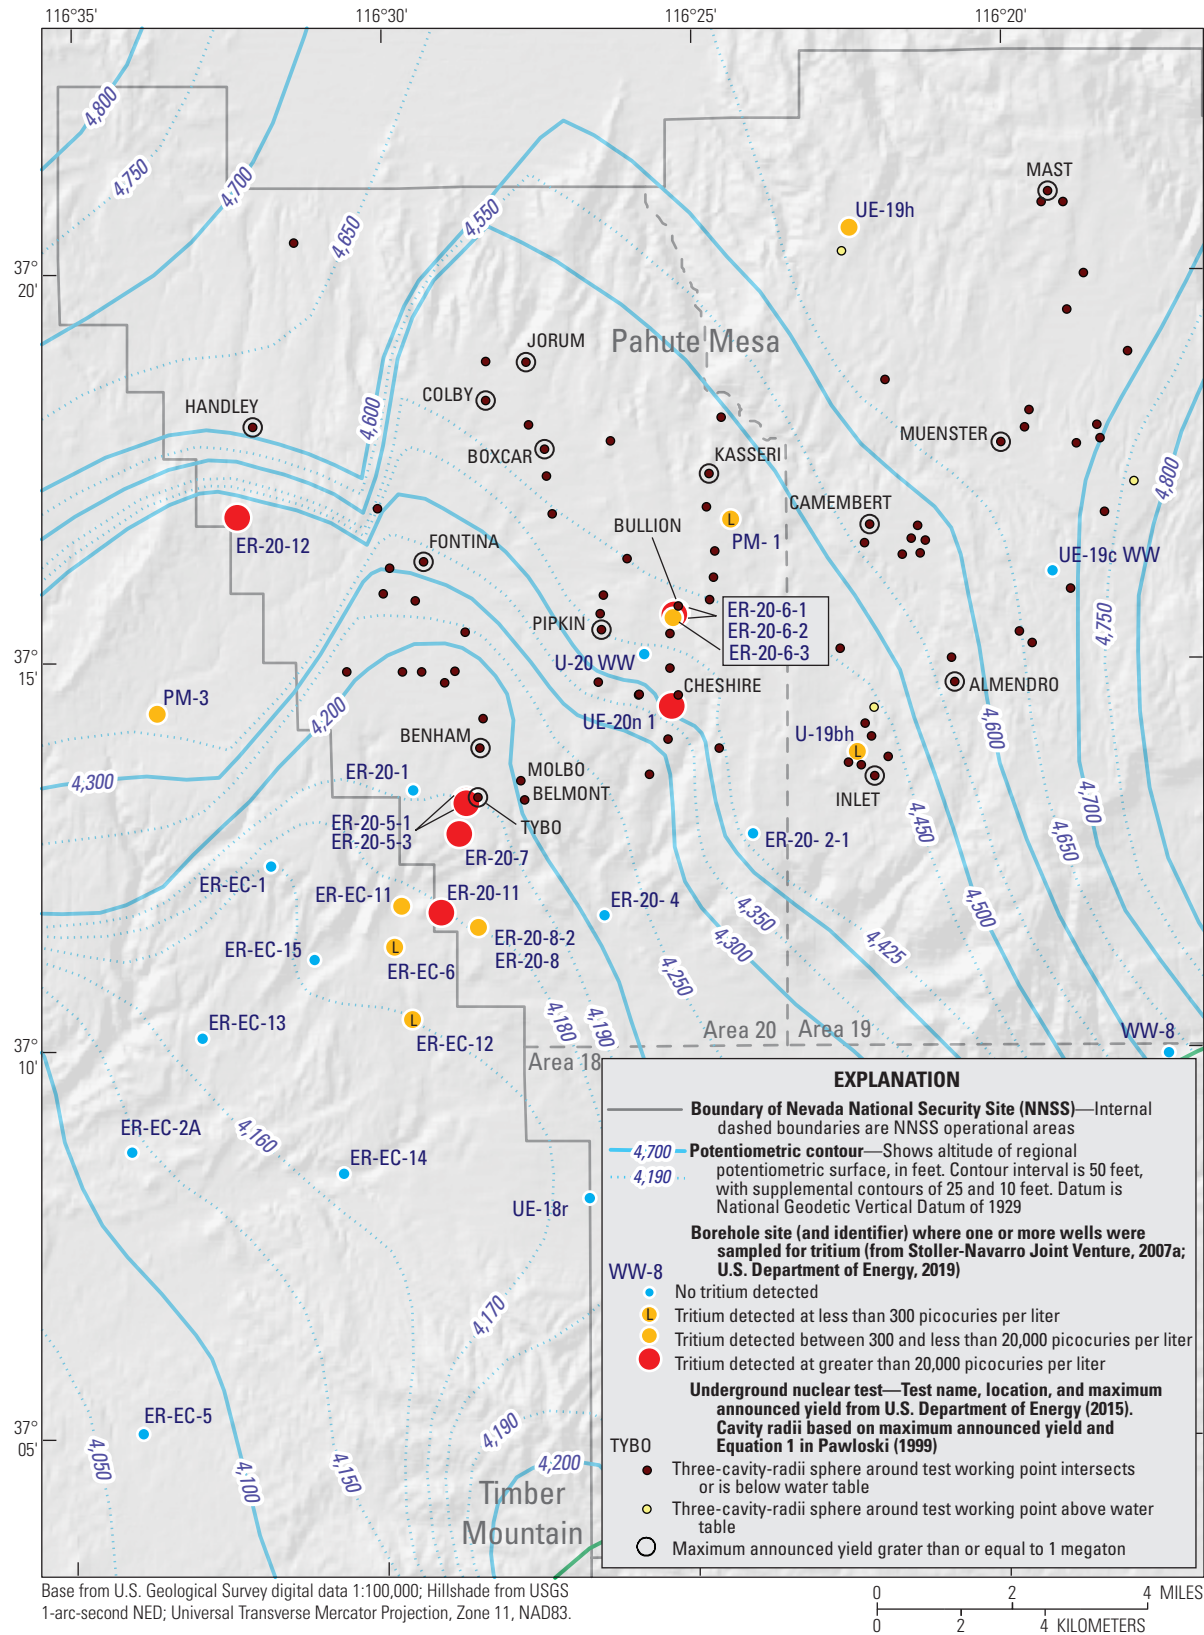 116°35'
116°30'
116°25'
116°20'
4,800
4,750
4,700
4,650
4,550
MAST
UE-19h
37°
20'
JORUM
Pahute Mesa
COLBY
HANDLEY
4,600
BOXCAR
KASSERI
MUENSTER
4,800
CAMEMBERT
L
BULLION
PM- 1
ER-20-12
FONTINA
UE-19c WW
ER-20-6-1
ER-20-6-2
ER-20-6-3
4,750
PIPKIN
U-20 WW
37°
15'
CHESHIRE
ALMENDRO
PM-3
4,200
UE-20n 1
U-19bh
L
4,600
BENHAM
4,300
ER-20-1
MOLBO
BELMONT
INLET
ER-20-5-1
ER-20-5-3
TYBO
4,450
4,700
4,650
ER-20-7
ER-20- 2-1
ER-EC-1
ER-EC-11
ER-20-11
ER-20- 4
4,350
4,500
ER-EC-15
L
ER-EC-6
ER-20-8-2
ER-20-8
4,300
4,425
4,250
ER-EC-13
L
ER-EC-12
4,180
4,190
Area 20
Area 19
WW-8
37°
10'
Area 18
ER-EC-2A
4,160
ER-EC-14
UE-18r
4,170
ER-EC-5
37°
05'
4,050
4,100
4,150
4,190
4,200
Timber
Mountain
EXPLANATION
Boundary of Nevada National Security Site (NNSS)—Internal
dashed boundaries are NNSS operational areas
4,700
Potentiometric contour—Shows altitude of regional
4,190
potentiometric surface, in feet. Contour interval is 50 feet,
with supplemental contours of 25 and 10 feet. Datum is
National Geodetic Vertical Datum of 1929
Borehole site (and identifier) where one or more wells were
sampled for tritium (from Stoller-Navarro Joint Venture, 2007a;
U.S. Department of Energy, 2019)
WW-8
No tritium detected
L Tritium detected at less than 300 picocuries per liter
Tritium detected between 300 and less than 20,000 picocuries per liter
Tritium detected at greater than 20,000 picocuries per liter
Underground nuclear test—Test name, location, and maximum
announced yield from U.S. Department of Energy (2015).
Cavity radii based on maximum announced yield and
Equation 1 in Pawloski (1999)
TYBO
Three-cavity-radii sphere around test working point intersects
or is below water table
Three-cavity-radii sphere around test working point above water
table
Maximum announced yield grater than or equal to 1 megaton
Base from U.S. Geological Survey digital data 1:100,000; Hillshade from USGS
1-arc-second NED; Universal Transverse Mercator Projection, Zone 11, NAD83.
0 2 4 MILES
0 2 4 KILOMETERS